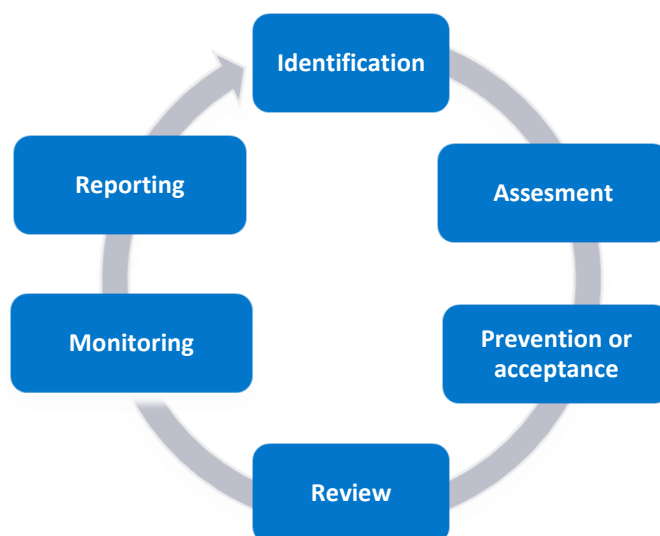 Identification
Assesment
Prevention or
acceptance
Review
Monitoring
Reporting